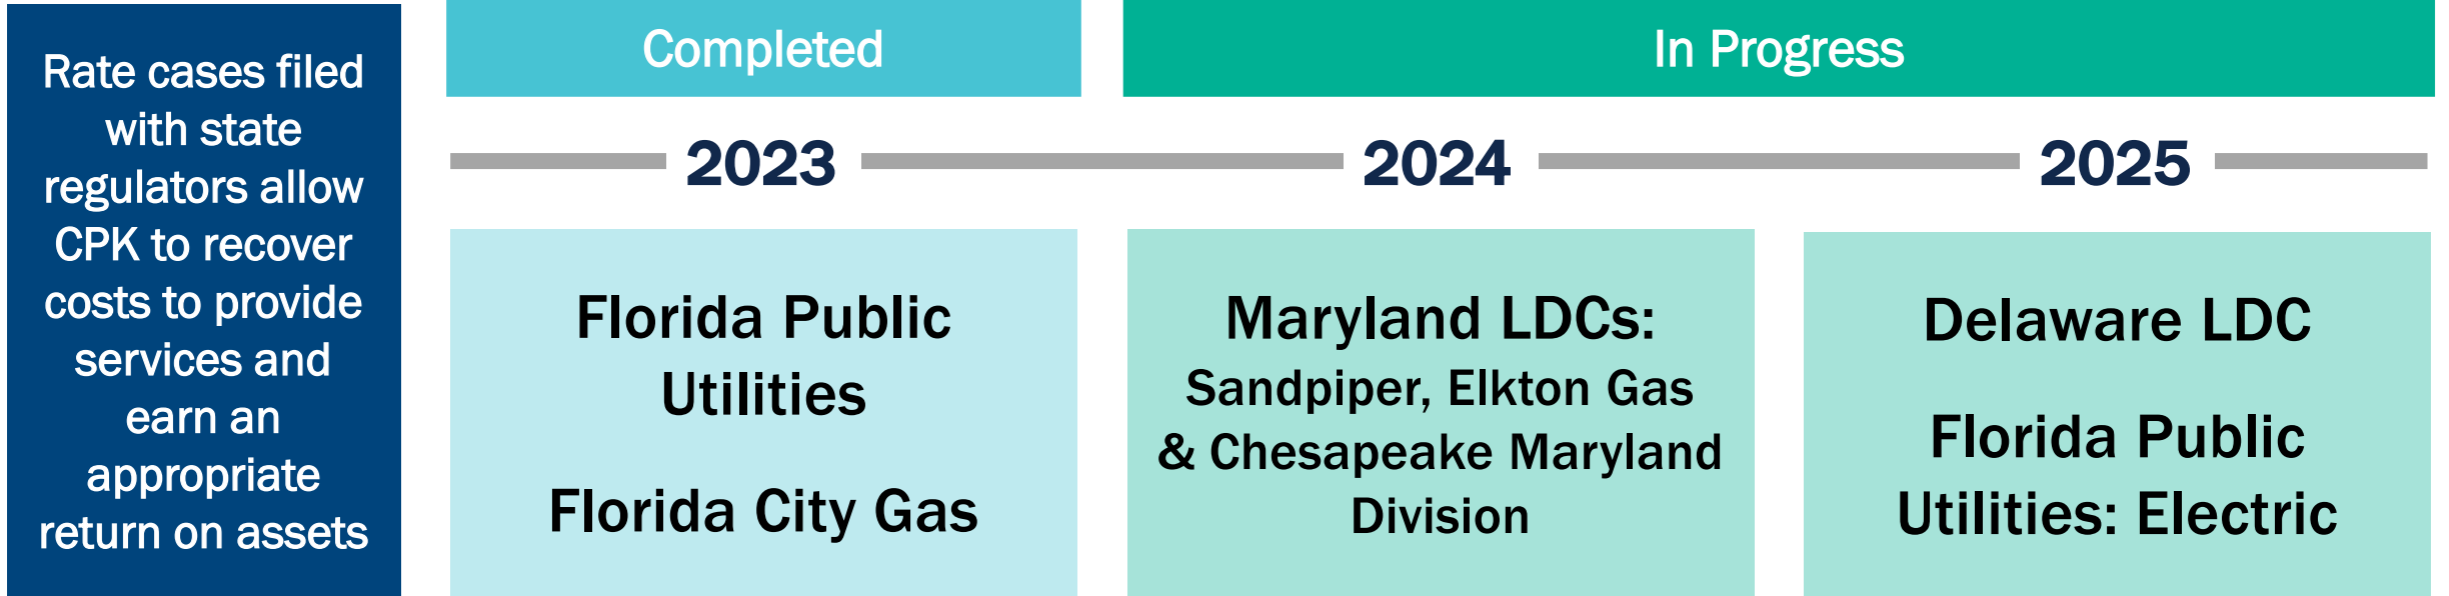 Rate cases filed
with state
regulators allow
CPK to recover
costs to provide
services and
earn an
appropriate
return on assets
Completed
In Progress
2023
2024
2025
Florida Public
Utilities
Florida City Gas
Maryland LDCs:
Sandpiper, Elkton Gas
& Chesapeake Maryland
Division
Delaware LDC
Florida Public
Utilities: Electric